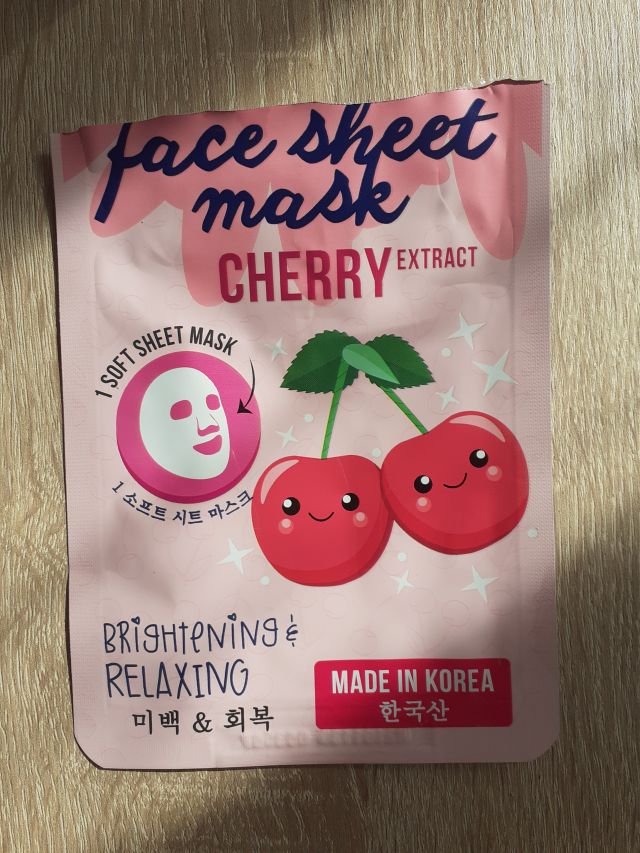 face sheet
mask
CHERRY EXTRACT
1 SOFT SHEET MASK
1 소프트 시트 마스크
BRIGHTENING &
RELAXING
미백 & 회복
MADE IN KOREA
한국산